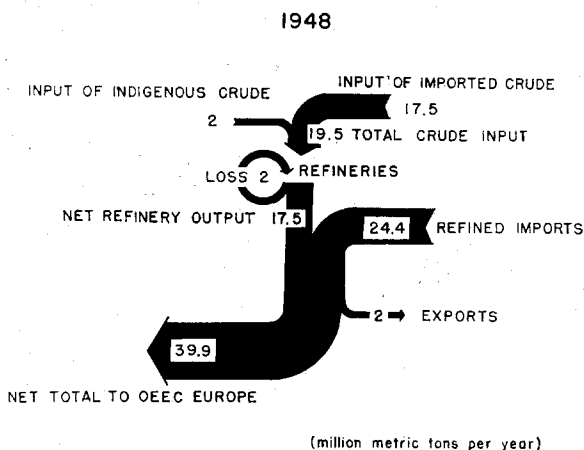 1948
INPUT OF INDIGENOUS CRUDE
2
INPUT OF IMPORTED CRUDE
17.5
19.5 TOTAL CRUDE INPUT
LOSS 2
REFINERIES
NET REFINERY OUTPUT 17.5
24.4 REFINED IMPORTS
2 EXPORTS
39.9
NET TOTAL TO OEEC EUROPE
(million metric tons per year)